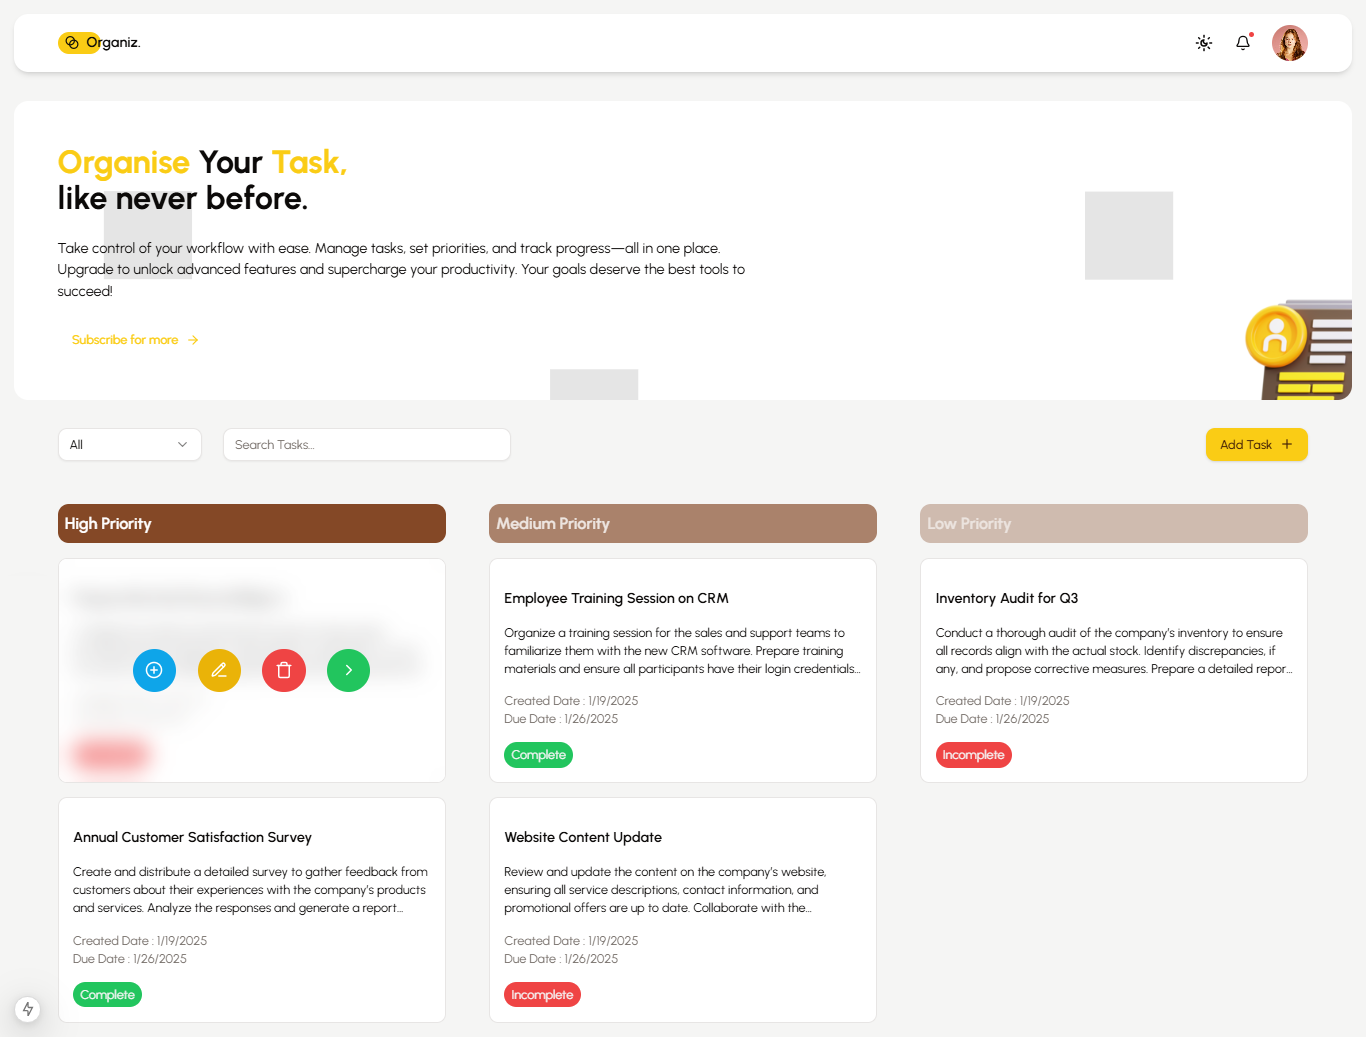 Organiz.
Organise Your Task,
like never before.
Take control of your workflow with ease. Manage tasks, set priorities, and track progress—all in one place.
Upgrade to unlock advanced features and supercharge your productivity. Your goals deserve the best tools to
succeed!
Subscribe for more
All
Search Tasks...
Add Task
High Priority
Medium Priority
Low Priority
Employee Training Session on CRM
Organize a training session for the sales and support teams to
familiarize them with the new CRM software. Prepare training
materials and ensure all participants have their login credentials...
Created Date : 1/19/2025
Due Date : 1/26/2025
Complete
Inventory Audit for Q3
Conduct a thorough audit of the company's inventory to ensure
all records align with the actual stock. Identify discrepancies, if
any, and propose corrective measures. Prepare a detailed repor...
Created Date : 1/19/2025
Due Date : 1/26/2025
Incomplete
Annual Customer Satisfaction Survey
Create and distribute a detailed survey to gather feedback from
customers about their experiences with the company's products
and services. Analyze the responses and generate a report...
Created Date : 1/19/2025
Due Date : 1/26/2025
Complete
Website Content Update
Review and update the content on the company's website,
ensuring all service descriptions, contact information, and
promotional offers are up to date. Collaborate with the...
Created Date : 1/19/2025
Due Date : 1/26/2025
Incomplete